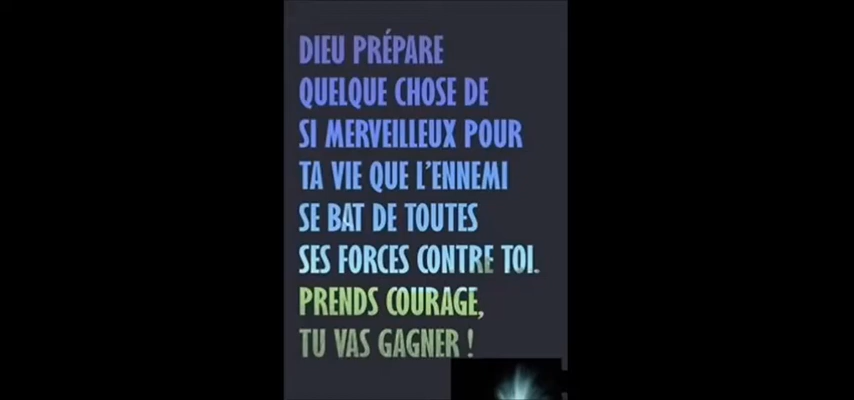 DIEU PRÉPARE
QUELQUE CHOSE DE
SI MERVEILLEUX POUR
TA VIE QUE L'ENNEMI
SE BAT DE TOUTES
SES FORCES CONTRE TOI.
PRENDS COURAGE,
TU VAS GAGNER !